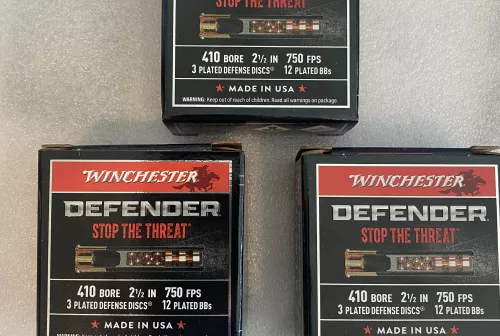 STOP THE THREAT
410 BORE 2½ IN 750 FPS
3 PLATED DEFENSE DISCS® 12 PLATED BBs
★ MADE IN USA ★
WARNING: Keep out of reach of children. Read all warnings on package.
WINCHESTER
DEFENDER
STOP THE THREAT™
410 BORE 2½ IN 750 FPS
3 PLATED DEFENSE DISCS® 12 PLATED BBs
★ MADE IN USA ★
WINCHESTER
DEFENDER
STOP THE THREAT™
410 BORE 2½ IN 750 FPS
3 PLATED DEFENSE DISCS® 12 PLATED BBs
★ MADE IN USA ★